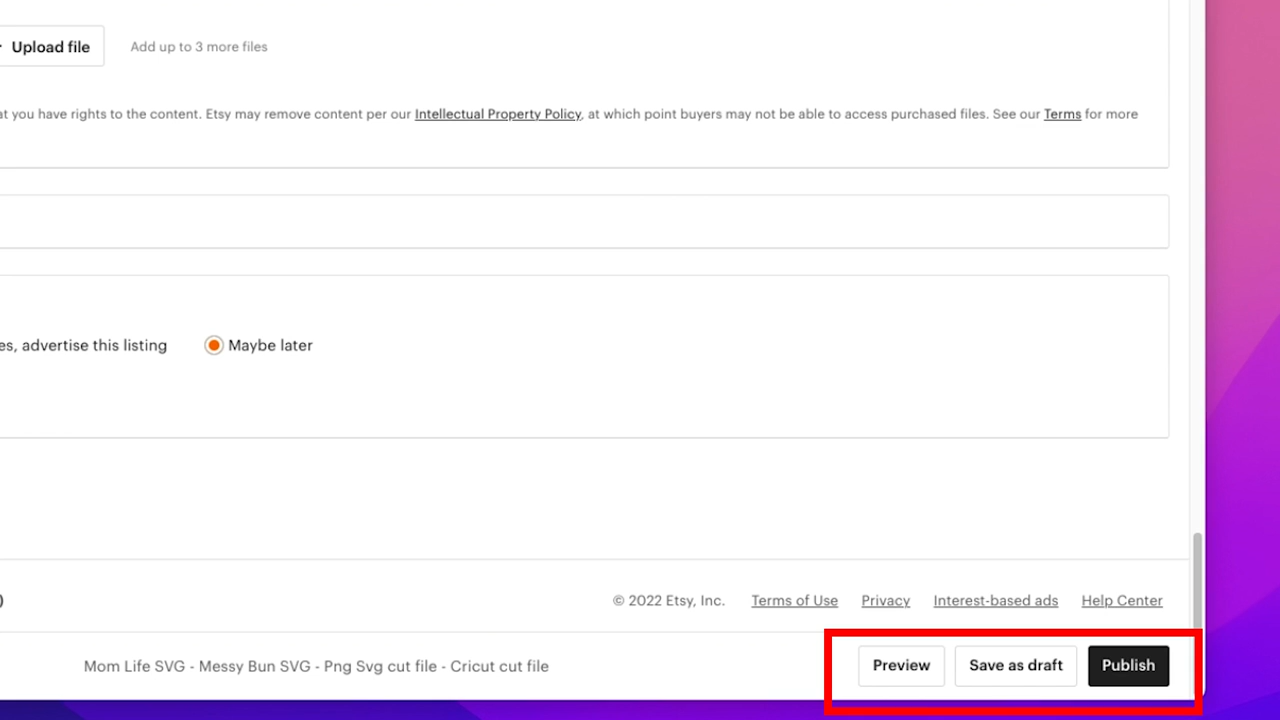 Upload file Add up to 3 more files
at you have rights to the content. Etsy may remove content per our Intellectual Property Policy, at which point buyers may not be able to access purchased files. See our Terms for more
es, advertise this listing Maybe later
)
© 2022 Etsy, Inc. Terms of Use Privacy Interest-based ads Help Center
Mom Life SVG - Messy Bun SVG - Png Svg cut file - Cricut cut file Preview Save as draft Publish